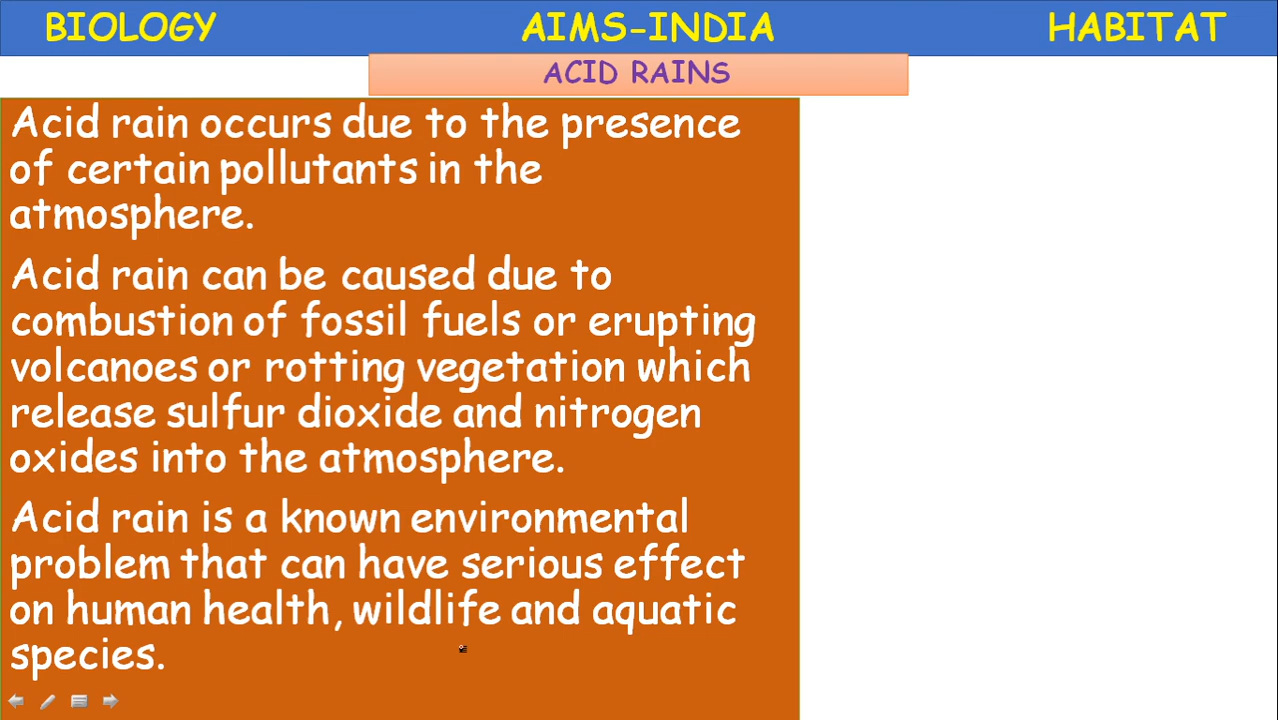 BIOLOGY AIMS-INDIA HABITAT
ACID RAINS
Acid rain occurs due to the presence
of certain pollutants in the
atmosphere.
Acid rain can be caused due to
combustion of fossil fuels or erupting
volcanoes or rotting vegetation which
release sulfur dioxide and nitrogen
oxides into the atmosphere.
Acid rain is a known environmental
problem that can have serious effect
on human health, wildlife and aquatic
species.